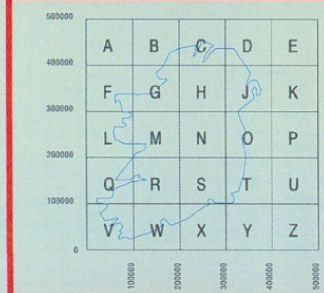 500000
A B C D E
400000
F G H J K
300000
L M N O P
200000
Q R S T U
100000
V W X Y Z
0
100000 200000 300000 400000 500000